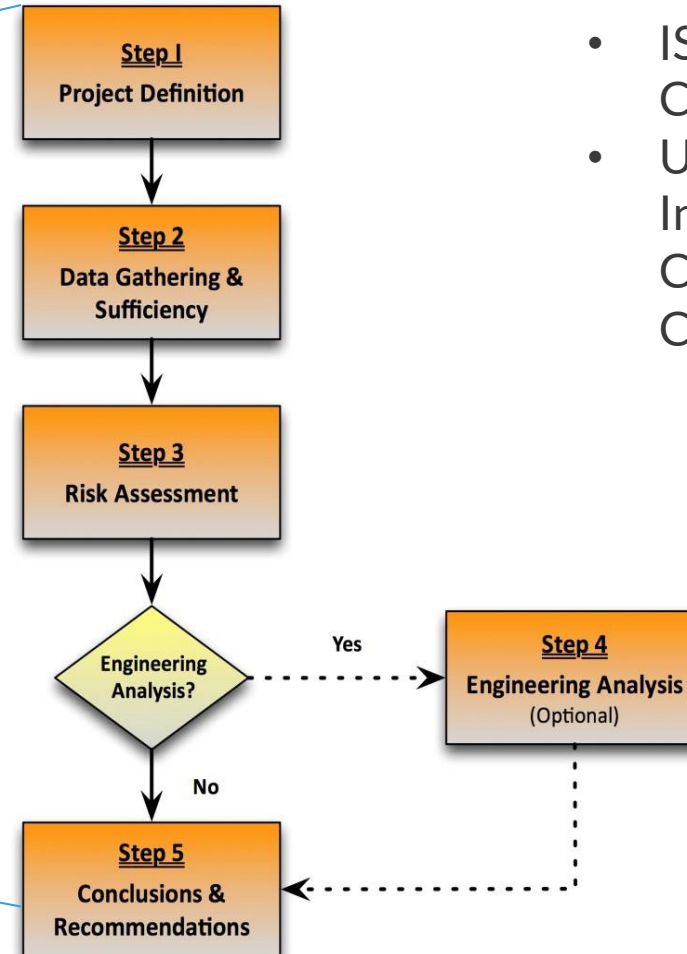 Step I
Project Definition
Step 2
Data Gathering &
Sufficiency
Step 3
Risk Assessment
Engineering
Analysis?
Yes
No
Step 4
Engineering Analysis
(Optional)
Step 5
Conclusions &
Recommendations
•
•